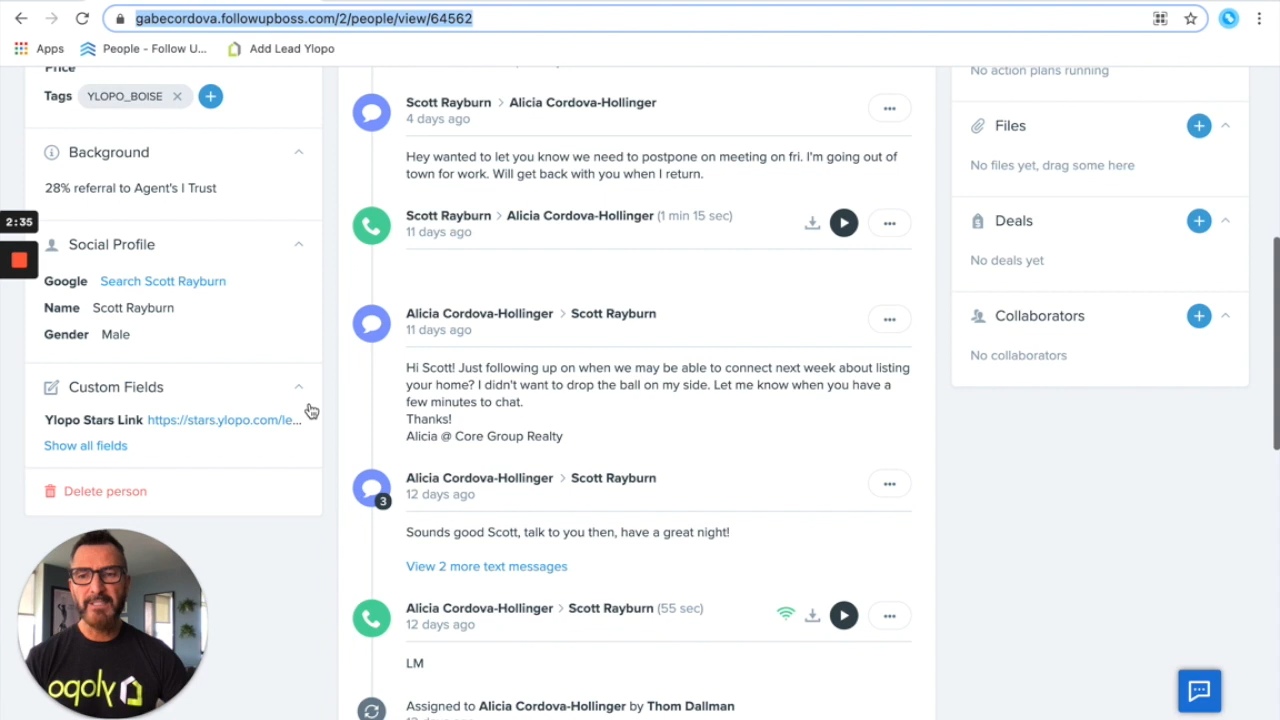 gabecordova.followupboss.com/2/people/view/64562
Apps
People - Follow U...
Add Lead Ylopo
Price
Tags YLOPO_BOISE
Background
28% referral to Agent's I Trust
2:35
Social Profile
Google Search Scott Rayburn
Name Scott Rayburn
Gender Male
Custom Fields
Ylopo Stars Link https://stars.ylopo.com/le...
Show all fields
Delete person
Scott Rayburn > Alicia Cordova-Hollinger
4 days ago
Hey wanted to let you know we need to postpone on meeting on fri. I'm going out of
town for work. Will get back with you when I return.
Scott Rayburn > Alicia Cordova-Hollinger (1 min 15 sec)
11 days ago
Alicia Cordova-Hollinger > Scott Rayburn
11 days ago
Hi Scott! Just following up on when we may be able to connect next week about listing
your home? I didn't want to drop the ball on my side. Let me know when you have a
few minutes to chat.
Thanks!
Alicia @ Core Group Realty
Alicia Cordova-Hollinger > Scott Rayburn
12 days ago
3
Sounds good Scott, talk to you then, have a great night!
View 2 more text messages
Alicia Cordova-Hollinger > Scott Rayburn (55 sec)
12 days ago
LM
Assigned to Alicia Cordova-Hollinger by Thom Dallman
No action plans running
Files
No files yet, drag some here
Deals
No deals yet
Collaborators
No collaborators